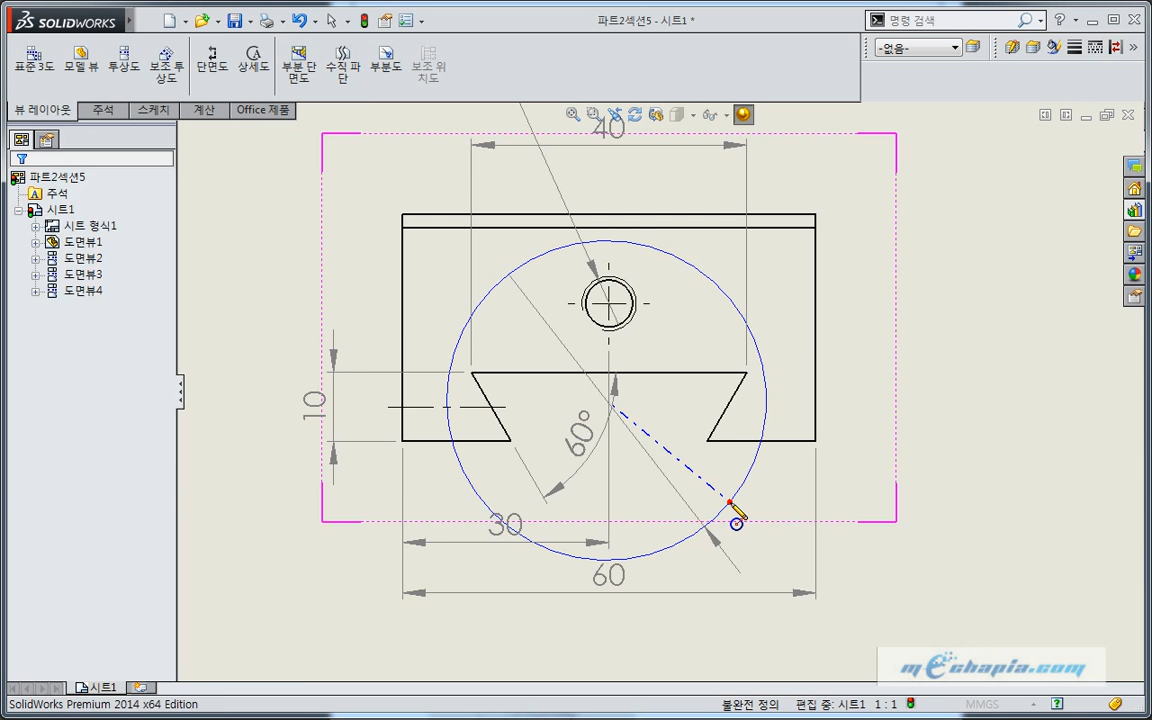 SOLIDWORKS
파트2섹션5 - 시트1 *
명령 검색
표준 3도
모델 뷰
투상도
보조 투상도
단면도
상세도
부분 단면도
수직 파단
부분도
보조 위치도
-없음-
뷰 레이아웃
주석
스케치
계산
Office 제품
파트2섹션5
주석
시트1
시트 형식1
도면뷰1
도면뷰2
도면뷰3
도면뷰4
40
10
60°
30
60
mechapia.com
시트1
SolidWorks Premium 2014 x64 Edition
불완전 정의
편집 중: 시트1
1 : 1
MMGS